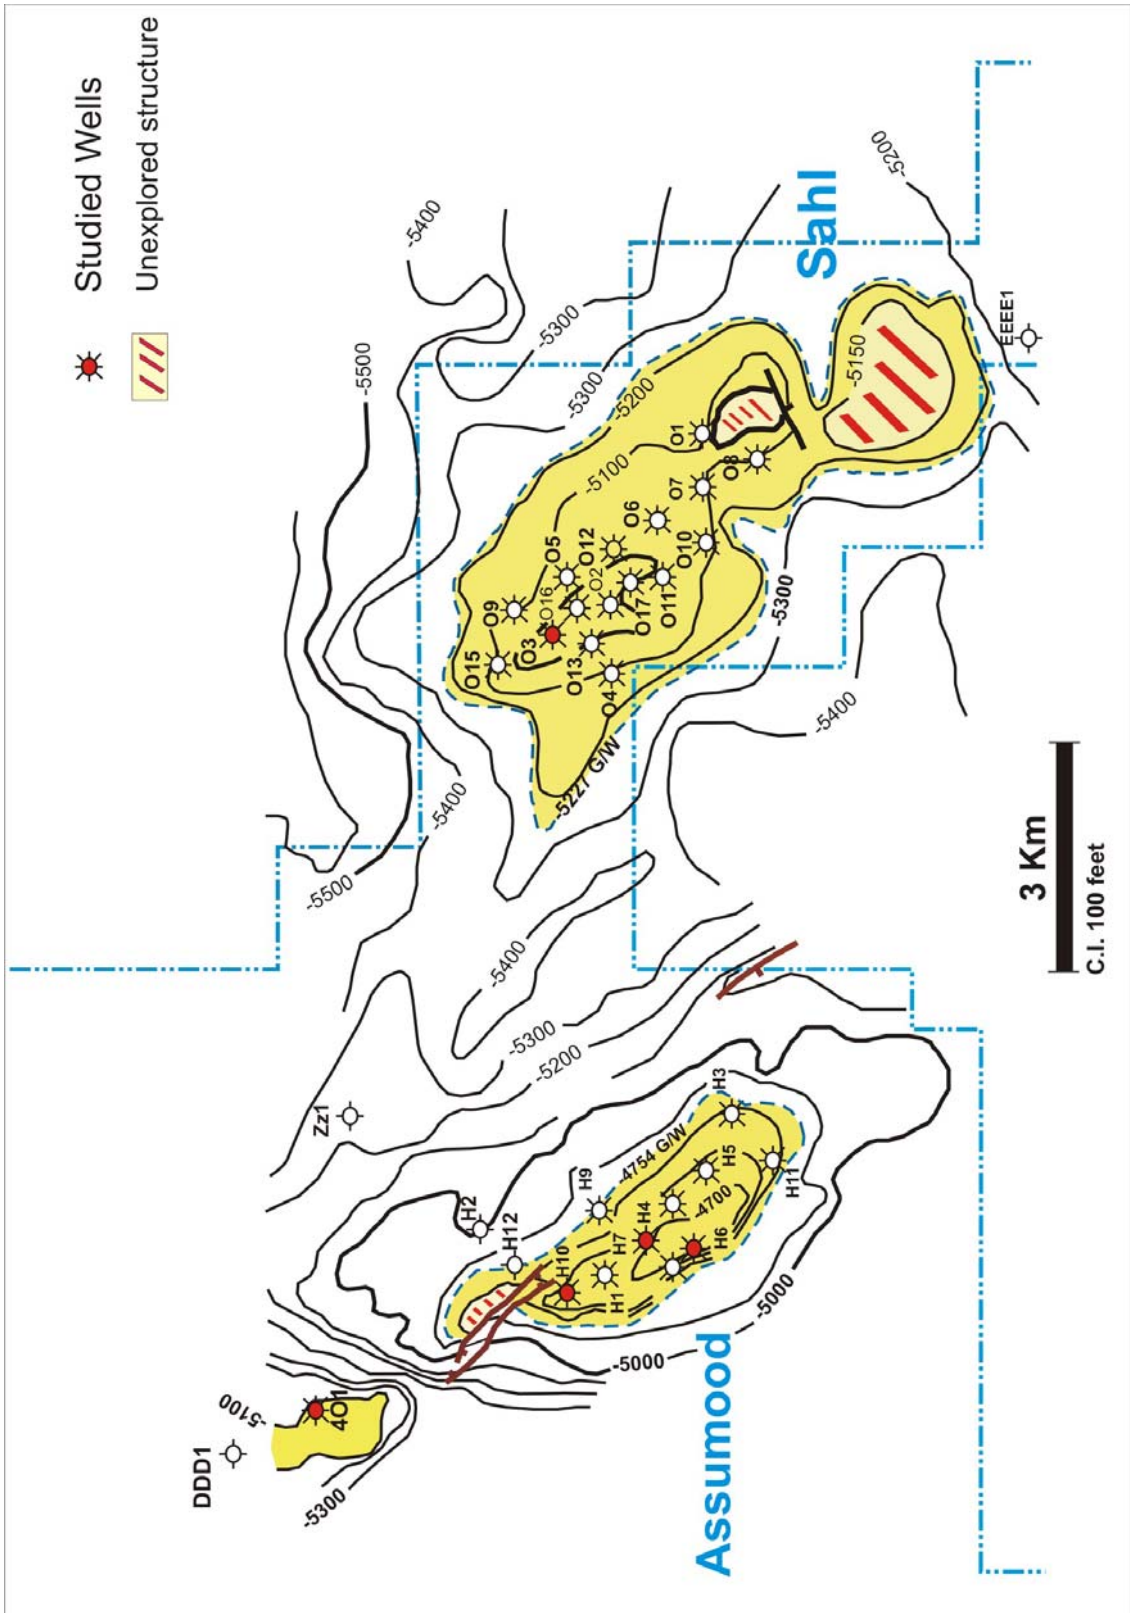 Studied Wells
Unexplored structure
-5400
-5200
Sahl
-5500
-5300
-5300
-5200
-5150
EEEE1
-5100
O1
O8
O7
O6
O10
O5
O12
O2
O9
O16
O11
O17
O15
O3
O13
O4
-5300
-5400
-5227 G/W
-5400
-5500
-5400
3 Km
C.I. 100 feet
-5300
-5200
Zz1
H3
-4754 G/W
H5
H11
H9
H2
H12
-4700
H4
H7
H6
H10
H1
-5000
-5000
Assumood
-5100
4O1
DDD1
-5300